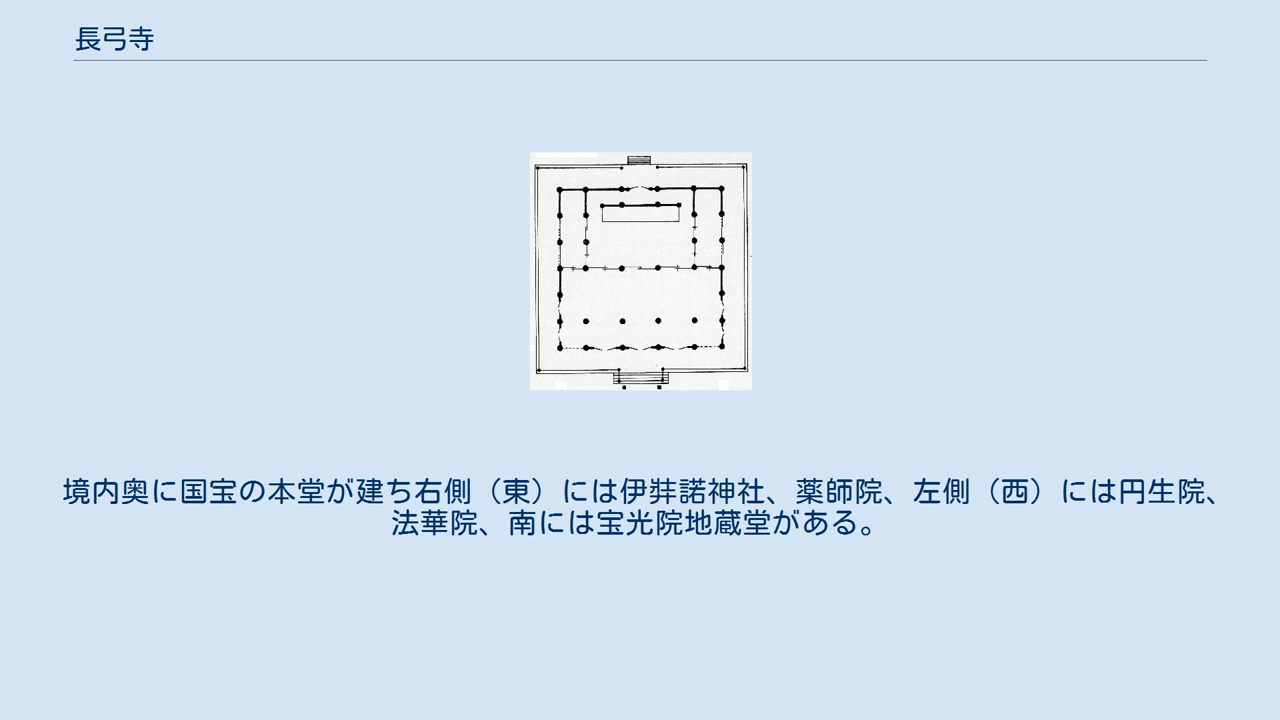 長弓寺
境内奥に国宝の本堂が建ち右側（東）には伊弉諾神社、薬師院、左側（西）には円生院、
法華院、南には宝光院地蔵堂がある。